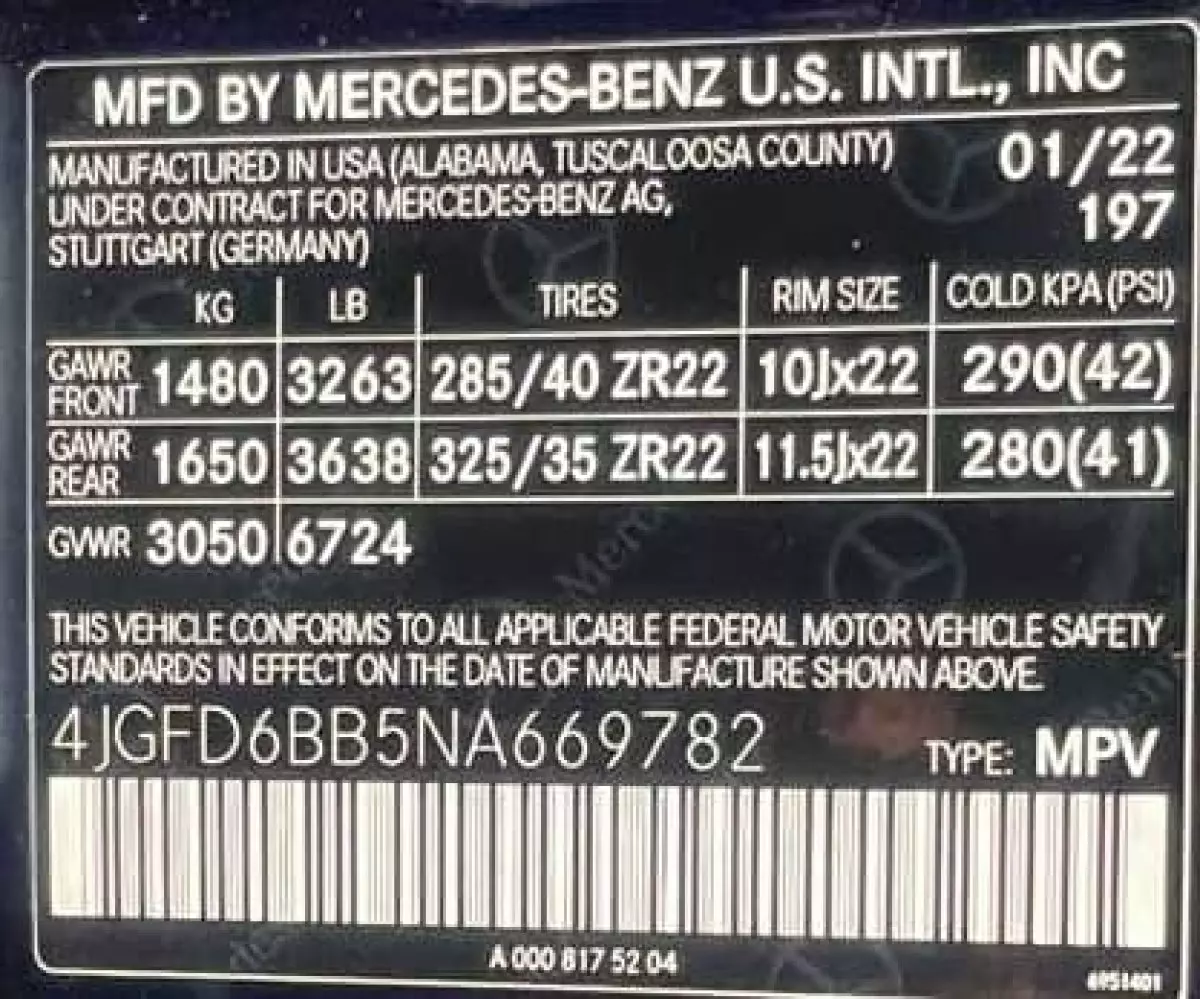 MFD BY MERCEDES-BENZ U.S. INTL., INC
MANUFACTURED IN USA (ALABAMA, TUSCALOOSA COUNTY) 01/22
UNDER CONTRACT FOR MERCEDES-BENZ AG, 197
STUTTGART (GERMANY)
KG LB TIRES RIM SIZE COLD KPA (PSI)
GAWR FRONT 1480 3263 285/40 ZR22 10Jx22 290(42)
GAWR REAR 1650 3638 325/35 ZR22 11.5Jx22 280(41)
GVWR 3050 6724
THIS VEHICLE CONFORMS TO ALL APPLICABLE FEDERAL MOTOR VEHICLE SAFETY
STANDARDS IN EFFECT ON THE DATE OF MANUFACTURE SHOWN ABOVE.
4JGFD6BB5NA669782 TYPE: MPV
A 000 817 52 04
4951401